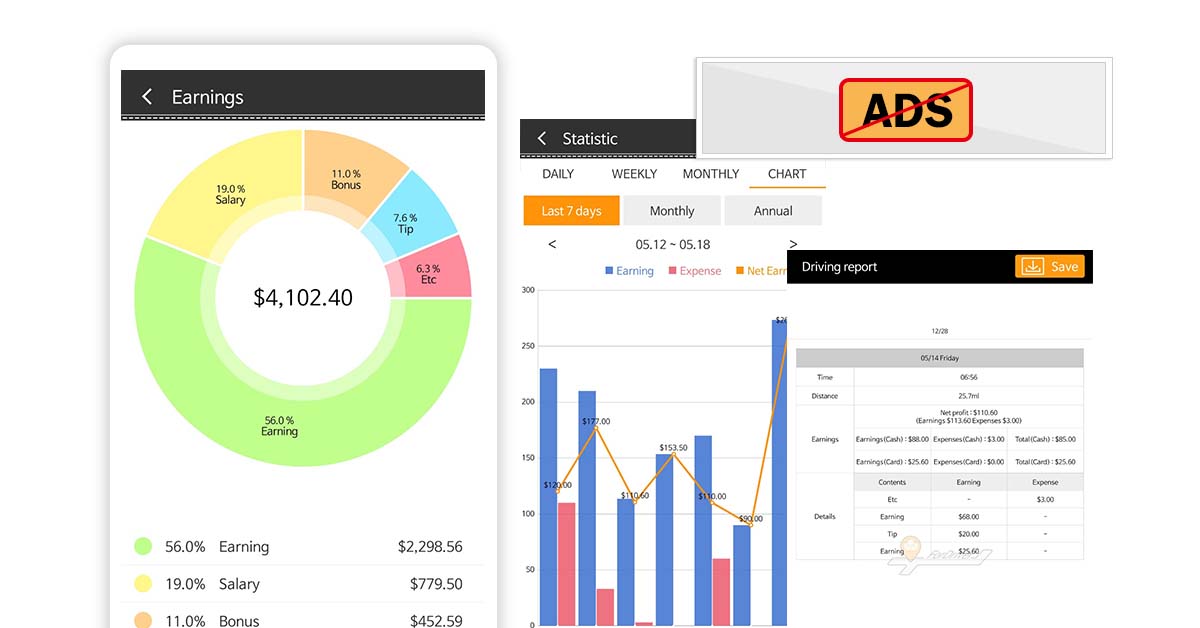 Earnings
11.0 %
Bonus
19.0 %
Salary
7.6 %
Tip
6.3 %
Etc
$4,102.40
56.0 %
Earning
56.0% Earning $2,298.56
19.0% Salary $779.50
11.0% Bonus $452.59
ADS
Statistic
DAILY WEEKLY MONTHLY CHART
Last 7 days Monthly Annual
< 05.12 ~ 05.18 >
Earning Expense Net Earn
300
250
200
150
100
50
0
$120.00
$177.00
$110.60
$153.50
$110.00
$90.00
Driving report Save
12/28
05/14 Friday
Time 06:56
Distance 25.7ml
Earnings
Net profit : $110.60
(Earnings $113.60 Expenses $3.00)
Earnings(Cash) : $88.00 Expenses(Cash) : $3.00 Total(Cash) : $85.00
Earnings(Card) : $25.60 Expenses(Card) : $0.00 Total(Card) : $25.60
Details
Contents Earning Expense
Etc - $3.00
Earning $68.00 -
Tip $20.00 -
Earning $25.60 -